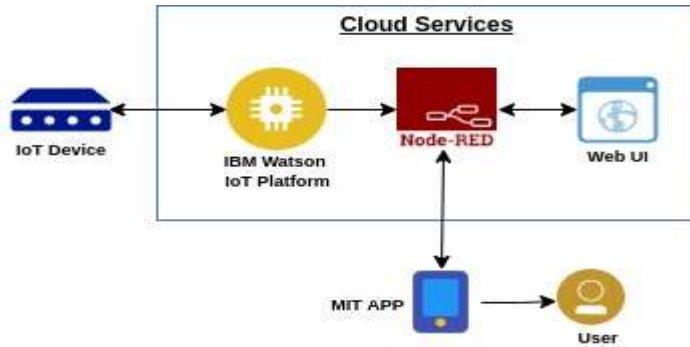 Cloud Services
IoT Device
IBM Watson
IoT Platform
Node-RED
Web UI
MIT APP
User